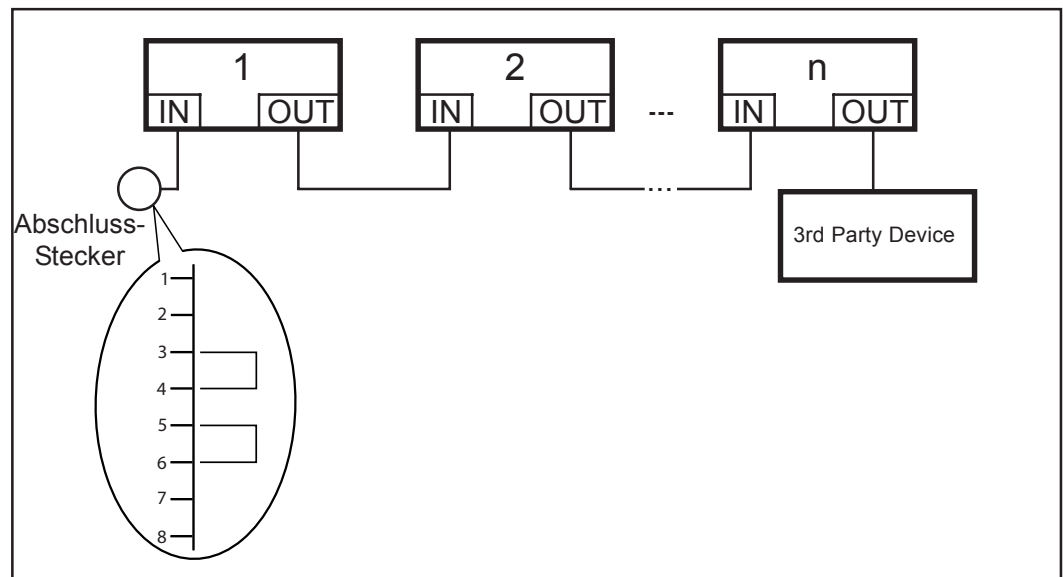 1
2
n
IN
OUT
IN
OUT
---
IN
OUT
...
Abschluss-
Stecker
3rd Party Device
1
2
3
4
5
6
7
8